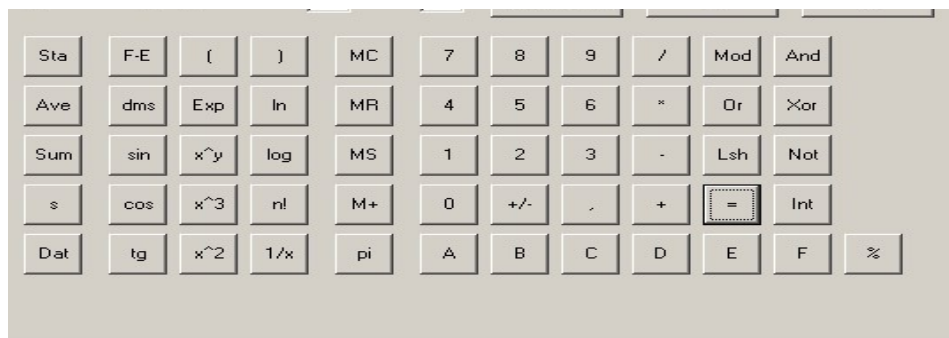 Sta F-E ( ) MC 7 8 9 / Mod And
Ave dms Exp ln MR 4 5 6 * Or Xor
Sum sin x^y log MS 1 2 3 - Lsh Not
s cos x^3 n! M+ 0 +/- , + = Int
Dat tg x^2 1/x pi A B C D E F %